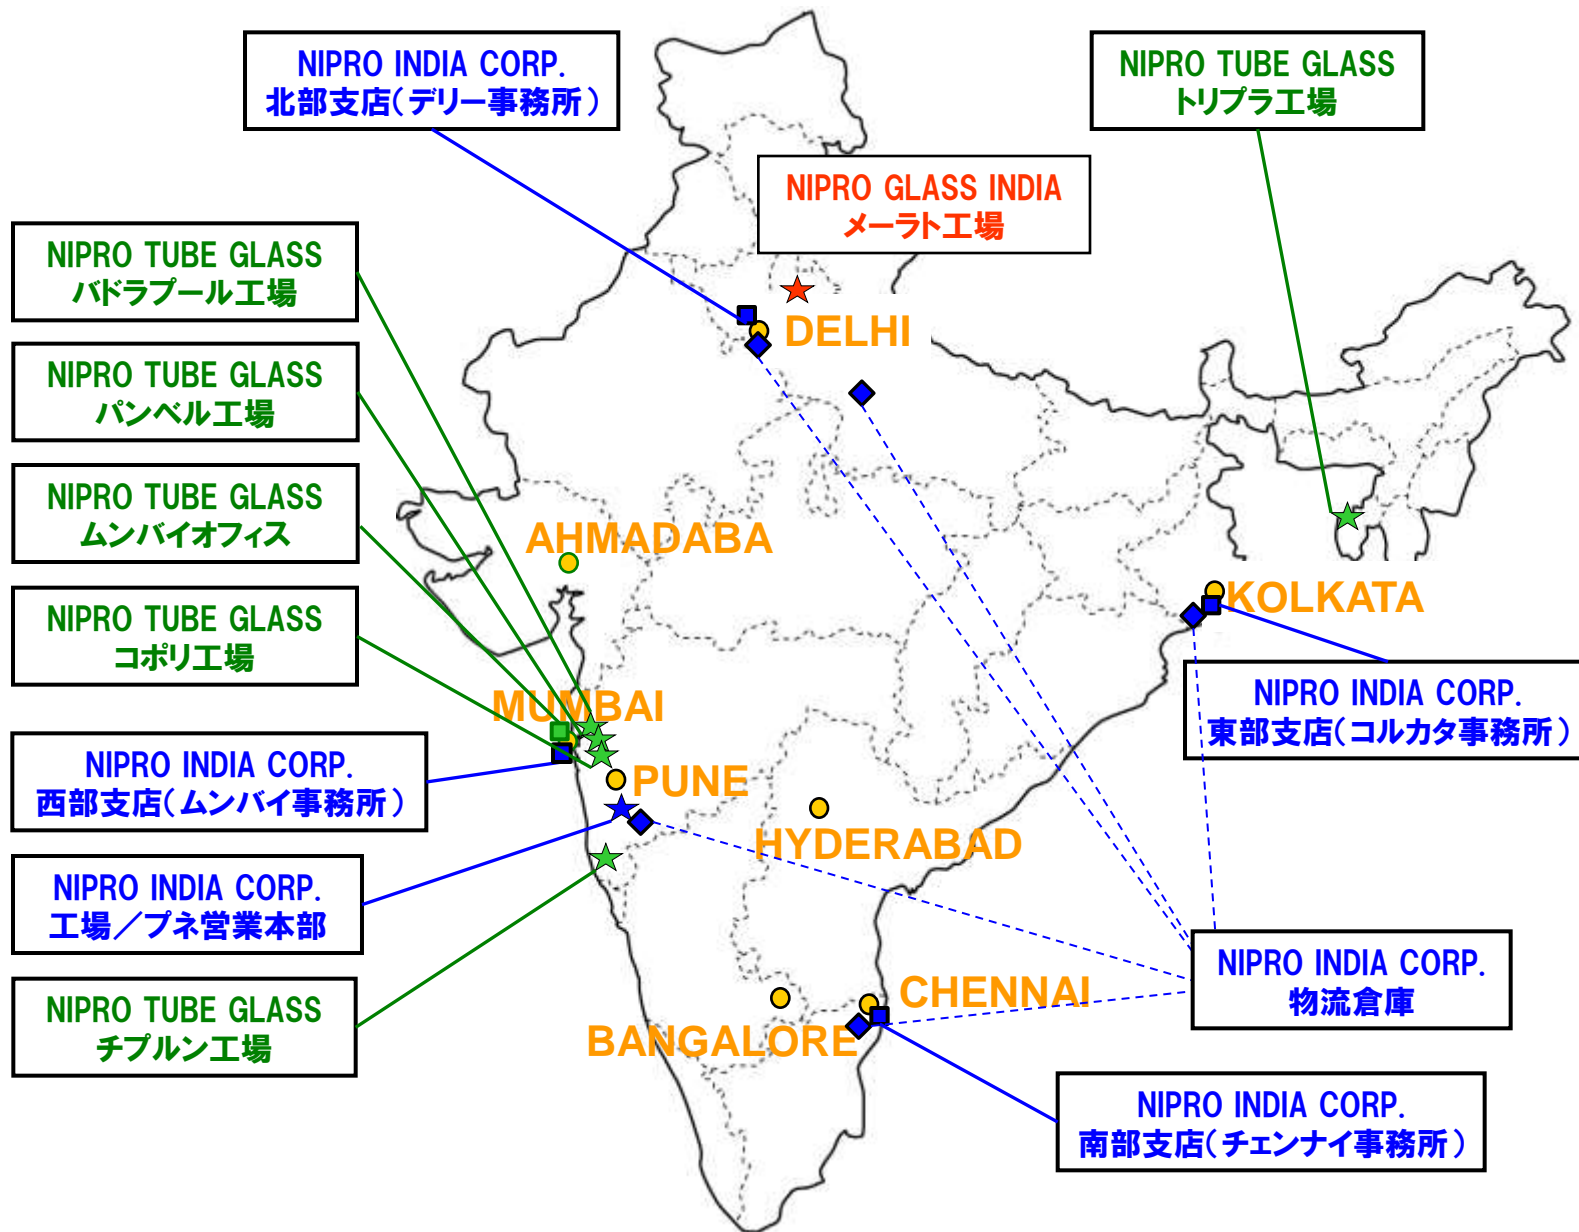 NIPRO INDIA CORP.
北部支店（デリー事務所）
NIPRO TUBE GLASS
トリプラ工場
NIPRO GLASS INDIA
メーラト工場
NIPRO TUBE GLASS
バドラプール工場
DELHI
NIPRO TUBE GLASS
パンベル工場
NIPRO TUBE GLASS
ムンバイオフィス
AHMADABA
NIPRO TUBE GLASS
コポリ工場
KOLKATA
MUMBAI
NIPRO INDIA CORP.
東部支店（コルカタ事務所）
NIPRO INDIA CORP.
西部支店（ムンバイ事務所）
PUNE
HYDERABAD
NIPRO INDIA CORP.
工場／プネ営業本部
NIPRO INDIA CORP.
物流倉庫
CHENNAI
BANGALORE
NIPRO TUBE GLASS
チプルン工場
NIPRO INDIA CORP.
南部支店（チェンナイ事務所）